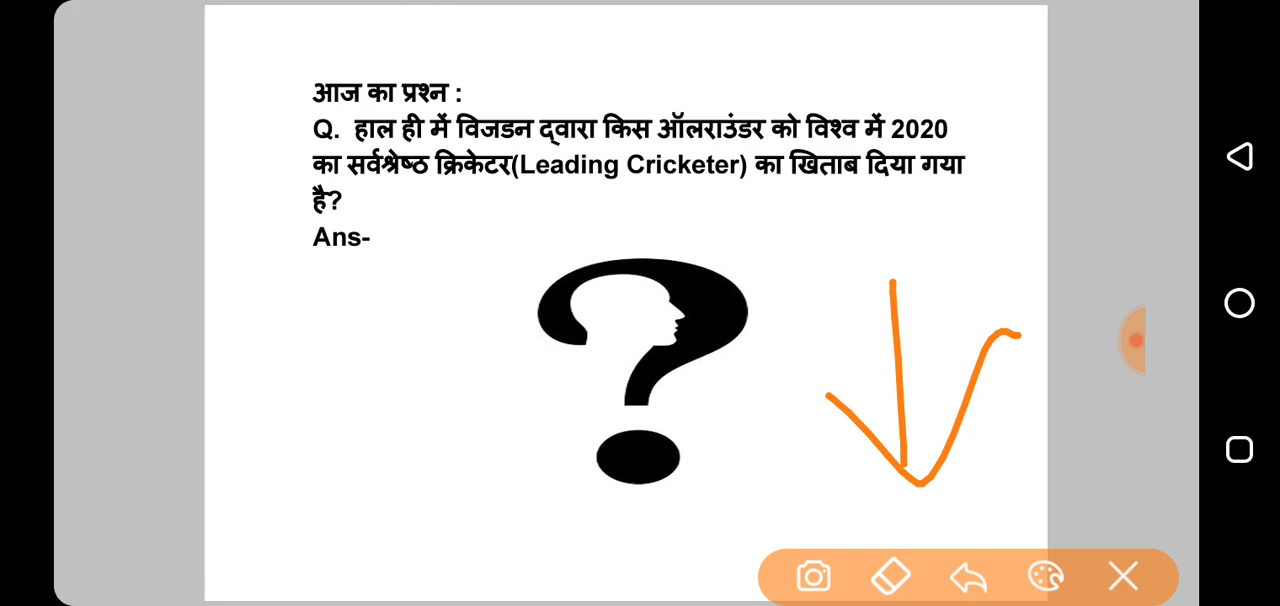 आज का प्रश्न :
Q. हाल ही में विजडन द्वारा किस ऑलराउंडर को विश्व में 2020
का सर्वश्रेष्ठ क्रिकेटर(Leading Cricketer) का खिताब दिया गया
है?
Ans-